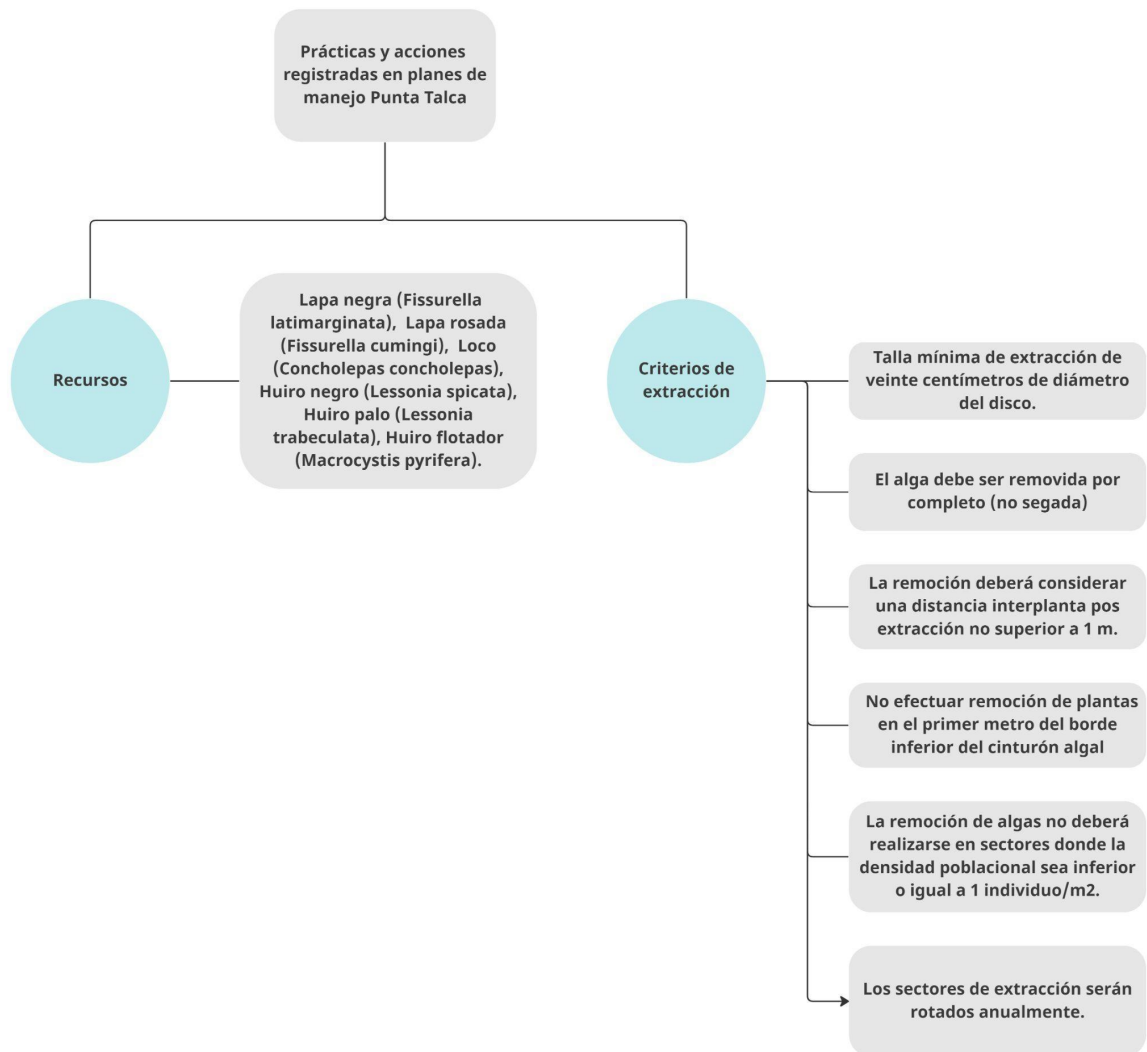 Prácticas y acciones
registradas en planes de
manejo Punta Talca
Recursos
Lapa negra (Fissurella
latimarginata), Lapa rosada
(Fissurella cumingi), Loco
(Concholepas concholepas),
Huiro negro (Lessonia spicata),
Huiro palo (Lessonia
trabeculata), Huiro flotador
(Macrocystis pyrifera).
Criterios de
extracción
Talla mínima de extracción de
veinte centímetros de diámetro
del disco.
El alga debe ser removida por
completo (no segada)
La remoción deberá considerar
una distancia interplanta pos
extracción no superior a 1 m.
No efectuar remoción de plantas
en el primer metro del borde
inferior del cinturón algal
La remoción de algas no deberá
realizarse en sectores donde la
densidad poblacional sea inferior
o igual a 1 individuo/m2.
Los sectores de extracción serán
rotados anualmente.